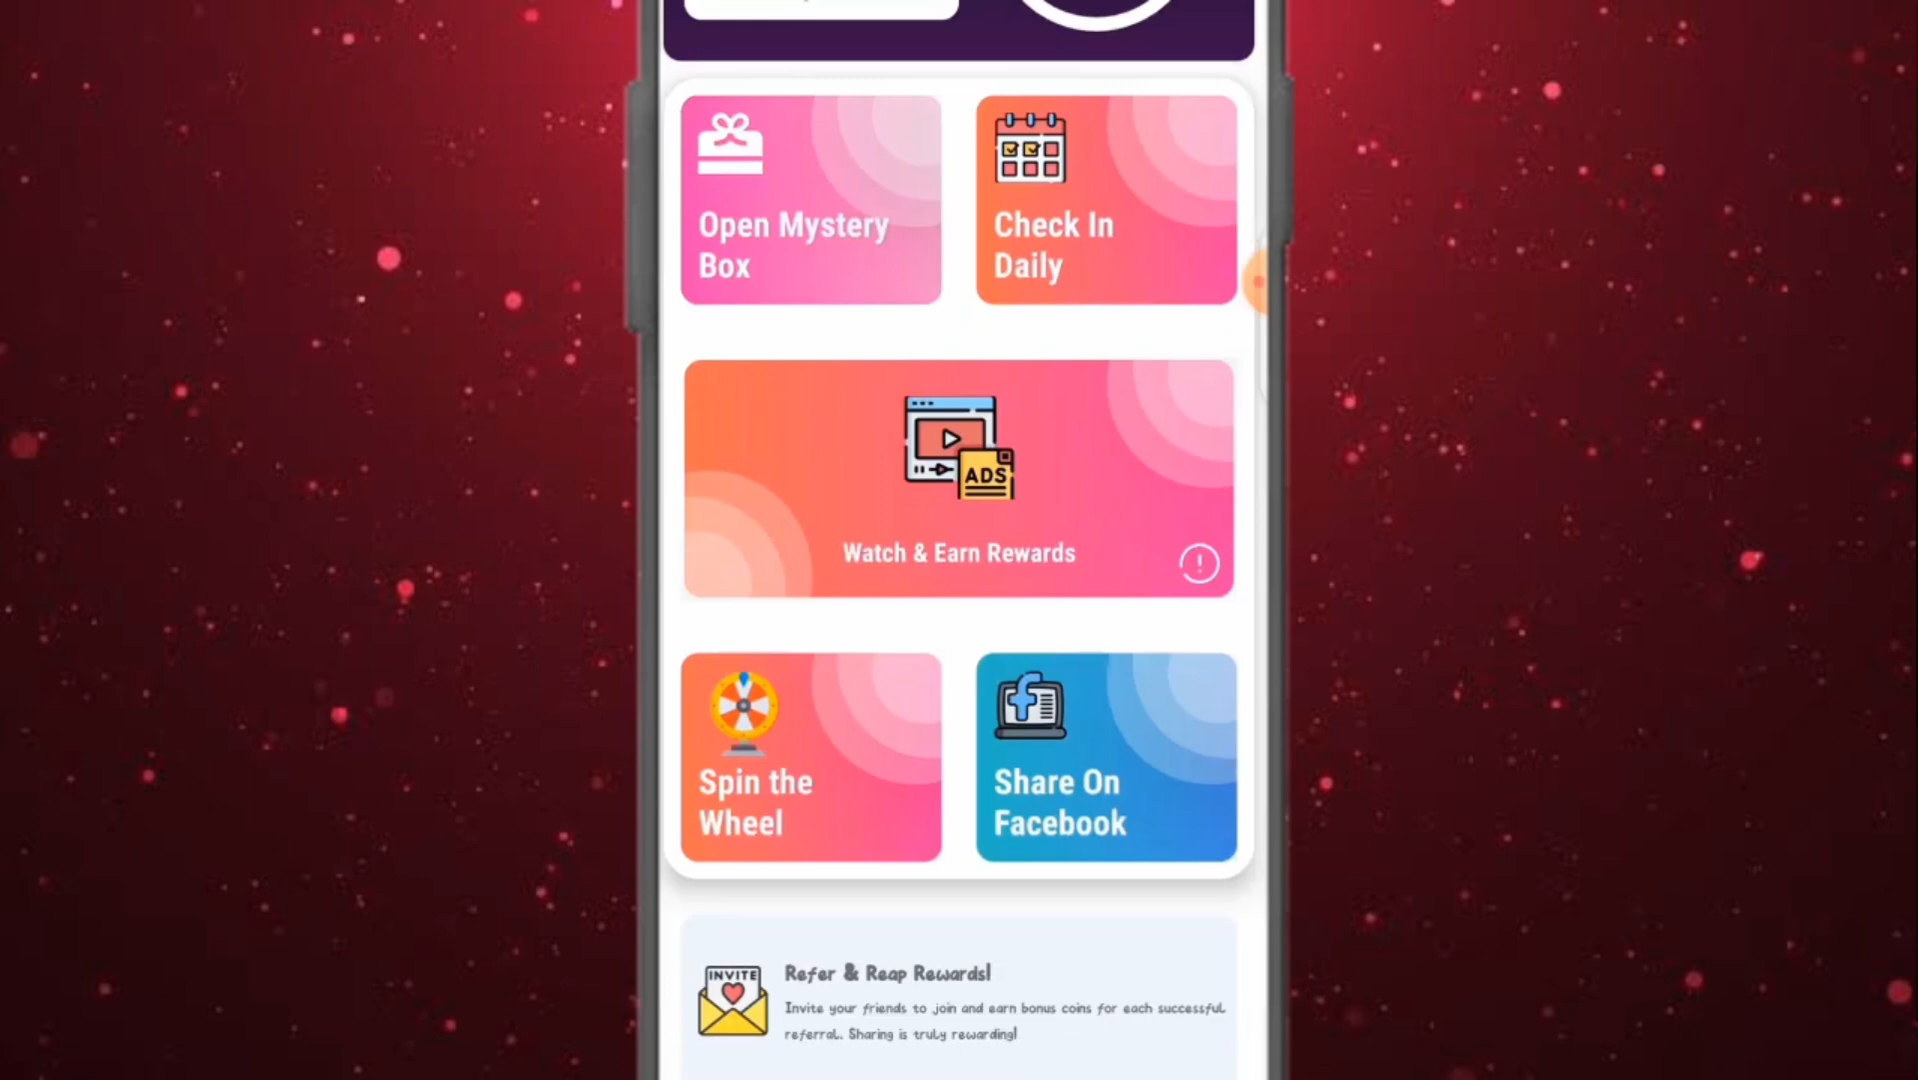 Open Mystery
Box
Check In
Daily
ADS
Watch & Earn Rewards
Spin the
Wheel
Share On
Facebook
INVITE
Refer & Reap Rewards!
Invite your friends to join and earn bonus coins for each successful
referral. Sharing is truly rewarding!